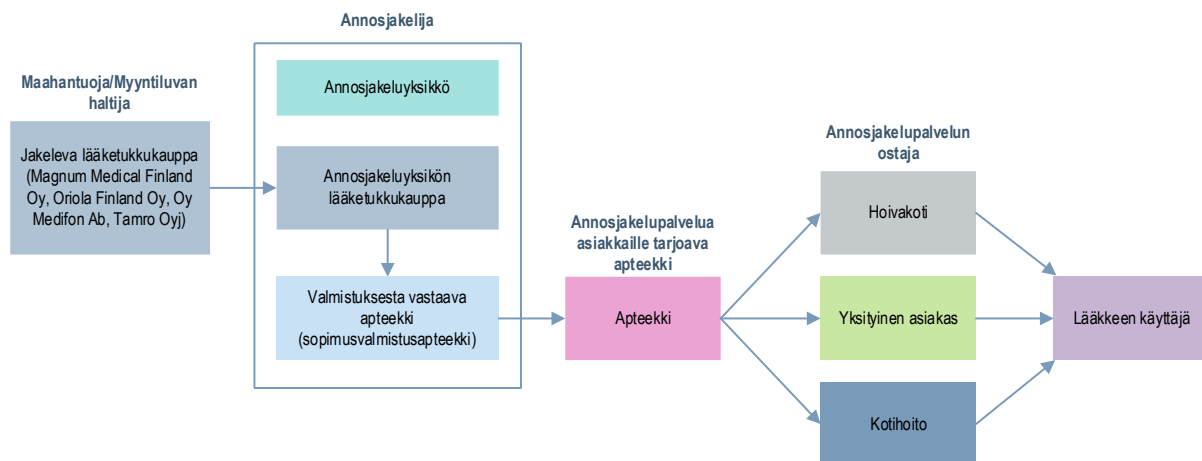 Maahantuoja/Myyntiluvan
haltija
Jakeleva lääketukkukauppa
(Magnum Medical Finland
Oy, Oriola Finland Oy, Oy
Medifon Ab, Tamro Oyj)
Annosjakelija
Annosjakeluyksikkö
Annosjakeluyksikön
lääketukkukauppa
Valmistuksesta vastaava
apteekki
(sopimusvalmistusapteekki)
Annosjakelupalvelua
asiakkaille tarjoava
apteekki
Apteekki
Annosjakelupalvelun
ostaja
Hoivakoti
Yksityinen asiakas
Kotihoito
Lääkkeen käyttäjä